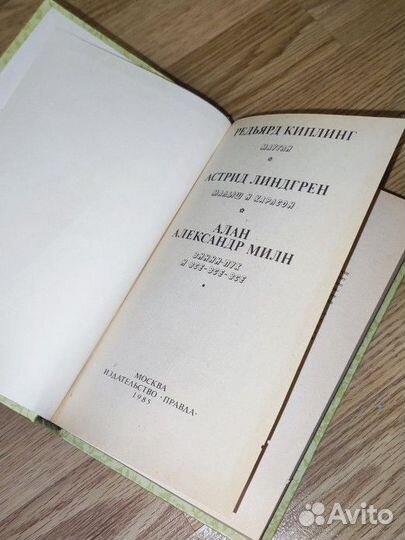 РЕДЬЯРД КИПЛИНГ
МАУГЛИ
АСТРИД ЛИНДГРЕН
МАЛЫШ И КАРЛСОН
АЛАН
АЛЕКСАНДР МИЛН
ВИННИ-ПУХ
И ВСЕ-ВСЕ-ВСЕ
МОСКВА
ИЗДАТЕЛЬСТВО «ПРАВДА»
1985
Avito